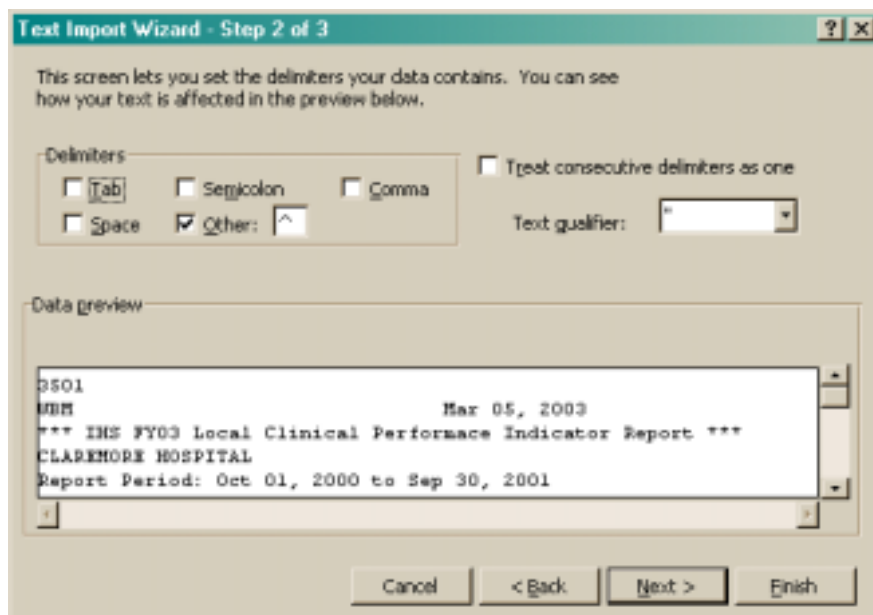 Text Import Wizard - Step 2 of 3
This screen lets you set the delimiters your data contains. You can see
how your text is affected in the preview below.
Delimiters
Tab Semicolon Comma
Space Other: ^
Treat consecutive delimiters as one
Text qualifier: "
Data preview
3501
UBM Mar 05, 2003
*** IHS FY03 Local Clinical Performace Indicator Report ***
CLAREMORE HOSPITAL
Report Period: Oct 01, 2000 to Sep 30, 2001
Cancel < Back Next > Finish